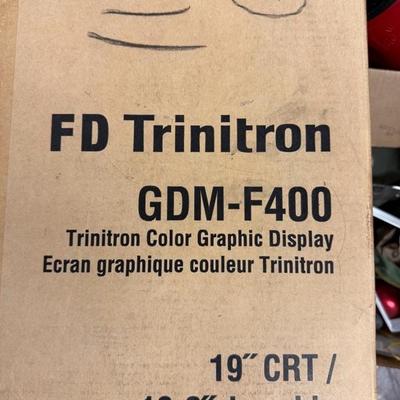 FD Trinitron
GDM-F400
Trinitron Color Graphic Display
Ecran graphique couleur Trinitron
19″ CRT /